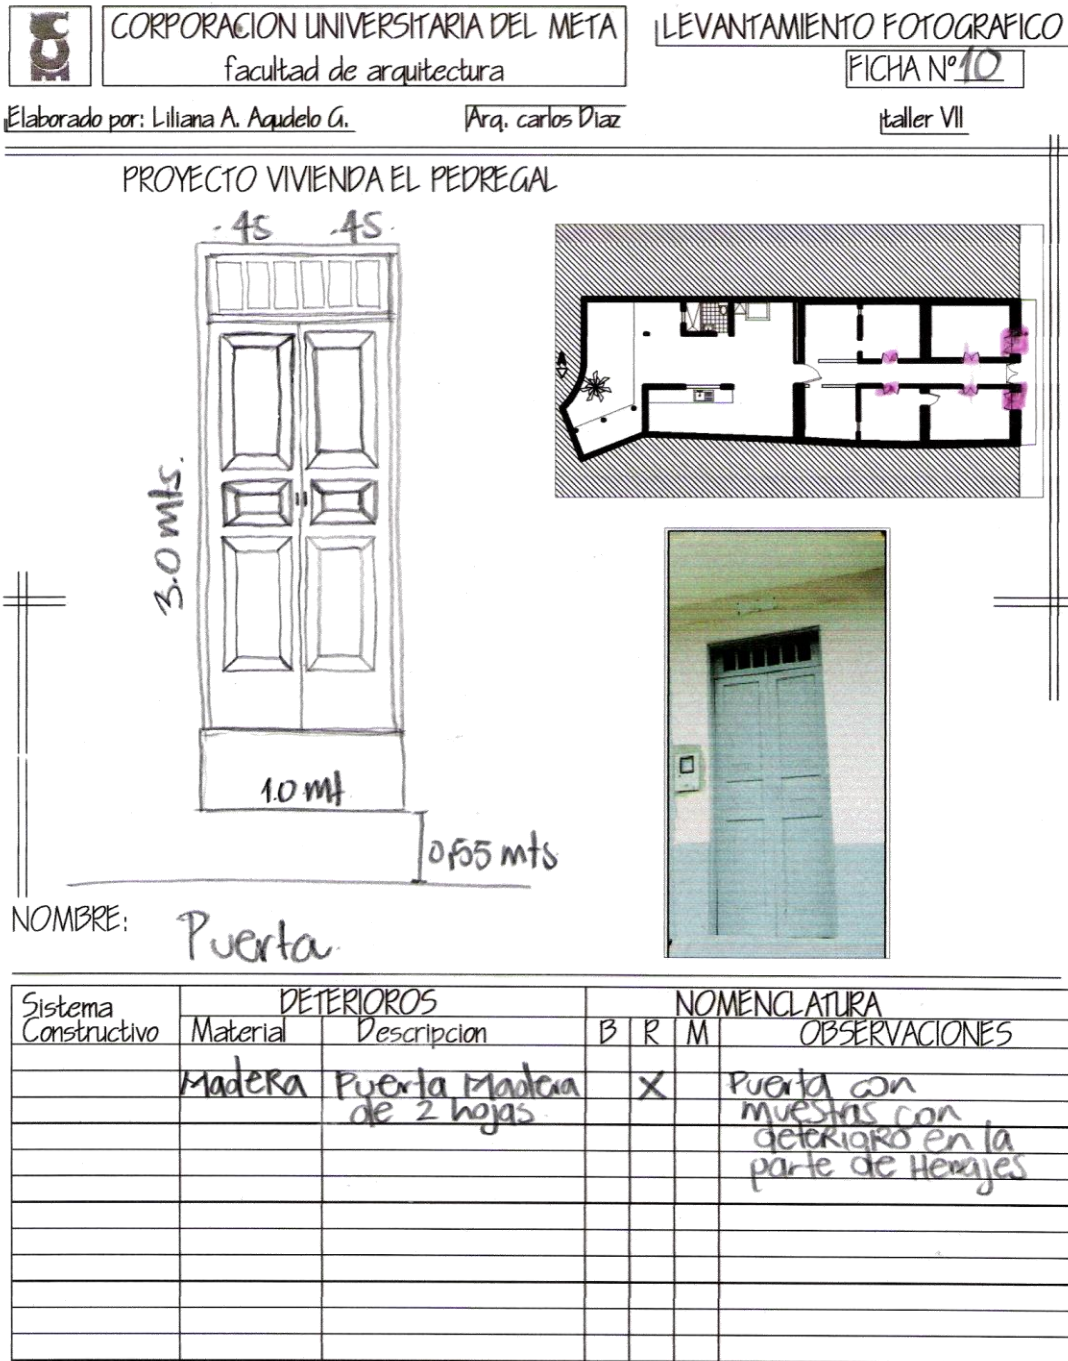 CORPORACION UNIVERSITARIA DEL META
facultad de arquitectura
LEVANTAMIENTO FOTOGRAFICO
FICHA Nº 10
Elaborado por: Liliana A. Agudelo G.
Arq. carlos Diaz
taller VII
PROYECTO VIVIENDA EL PEDREGAL
.45 .45
3.0 mts.
1.0 mt
0,55 mts
NOMBRE: Puerta
Sistema Constructivo
DETERIOROS
NOMENCLATURA
Material Descripcion B R M OBSERVACIONES
Madera Puerta Madera X Puerta con
de 2 hojas muestras con
deterioro en la
parte de Herajes